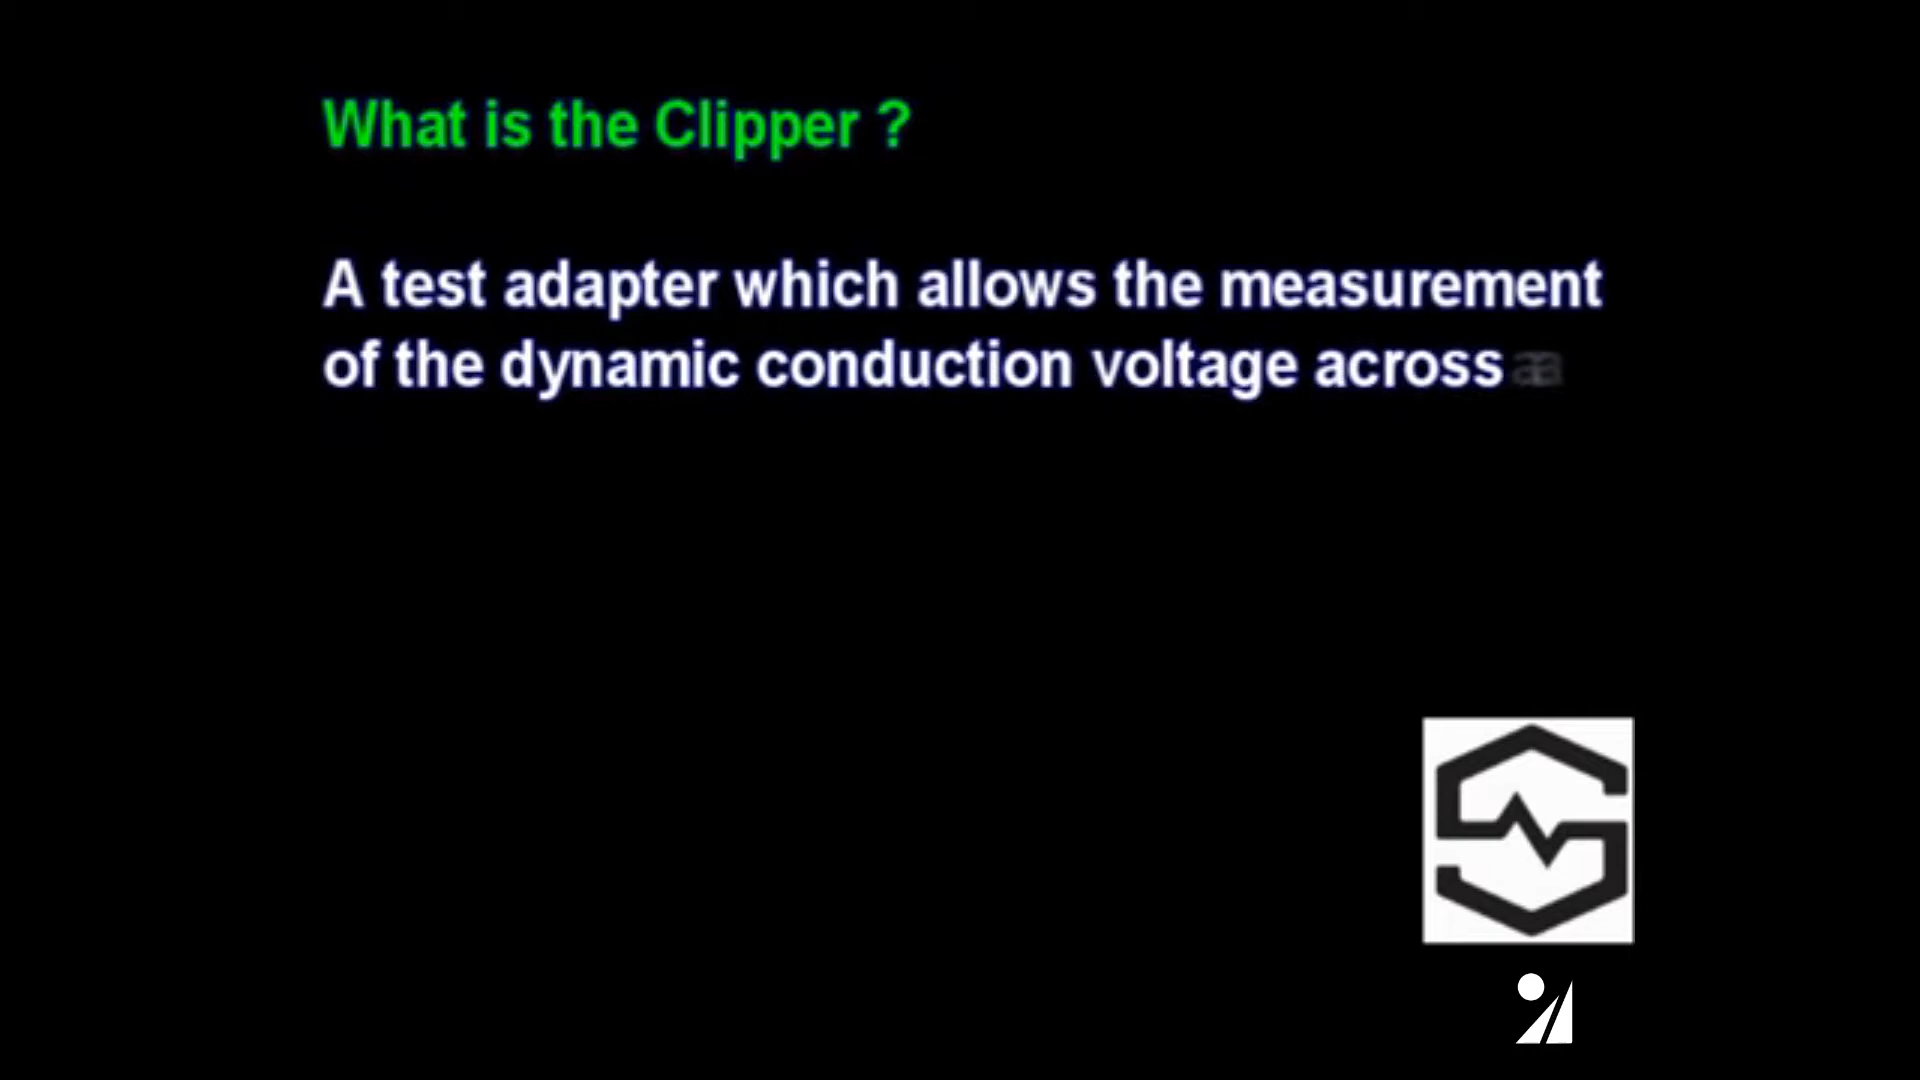 What is the Clipper ?
A test adapter which allows the measurement
of the dynamic conduction voltage across